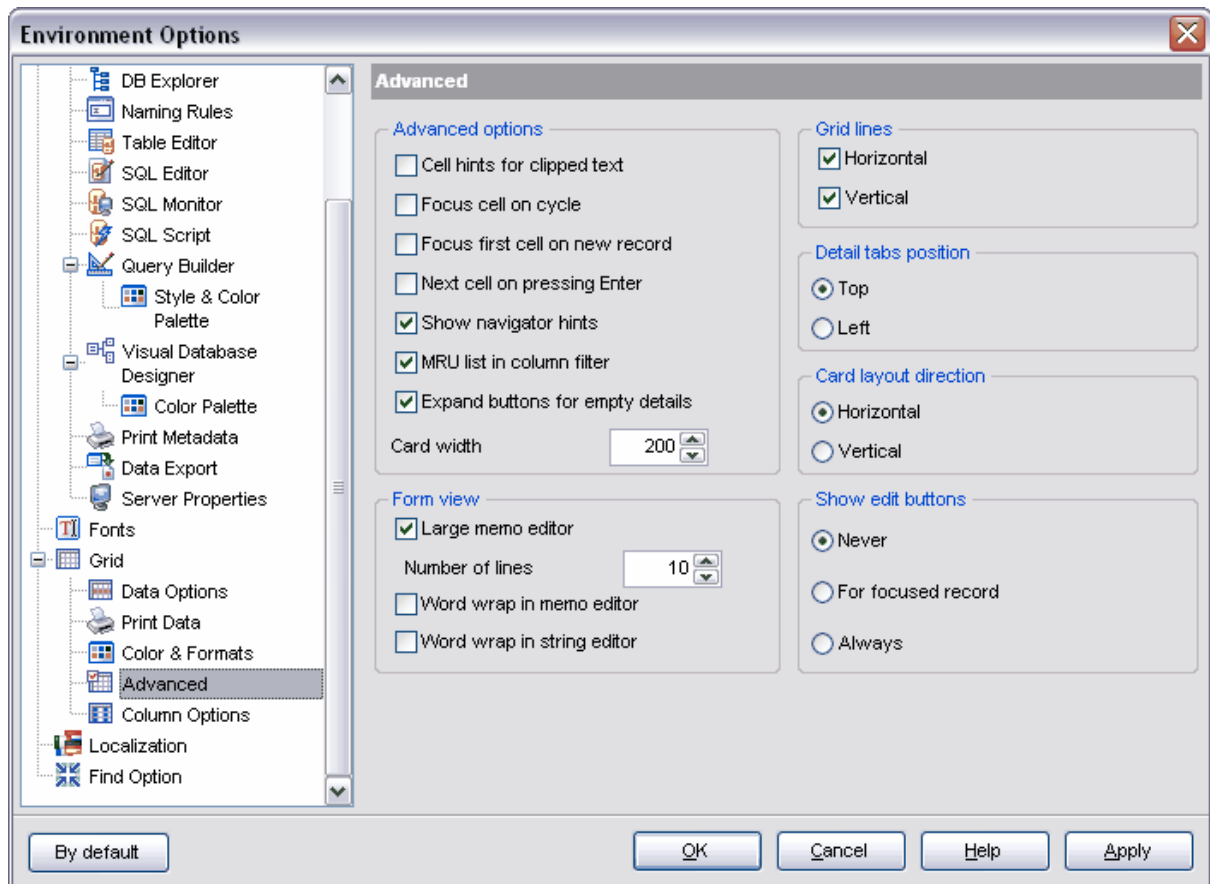 Environment Options
DB Explorer
Naming Rules
Table Editor
SQL Editor
SQL Monitor
SQL Script
Query Builder
Style & Color
Palette
Visual Database
Designer
Color Palette
Print Metadata
Data Export
Server Properties
Fonts
Grid
Data Options
Print Data
Color & Formats
Advanced
Column Options
Localization
Find Option
Advanced
Advanced options
Cell hints for clipped text
Focus cell on cycle
Focus first cell on new record
Next cell on pressing Enter
Show navigator hints
MRU list in column filter
Expand buttons for empty details
Card width 200
Form view
Large memo editor
Number of lines 10
Word wrap in memo editor
Word wrap in string editor
Grid lines
Horizontal
Vertical
Detail tabs position
Top
Left
Card layout direction
Horizontal
Vertical
Show edit buttons
Never
For focused record
Always
By default OK Cancel Help Apply